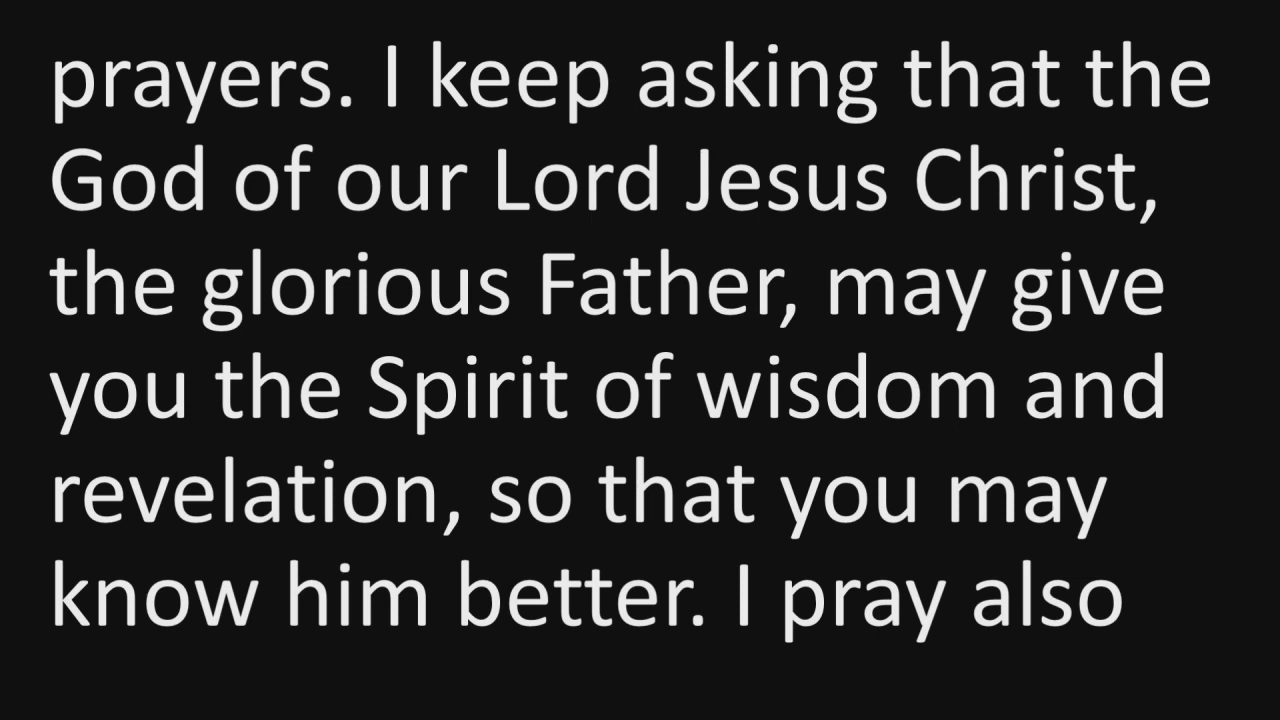 prayers. I keep asking that the
God of our Lord Jesus Christ,
the glorious Father, may give
you the Spirit of wisdom and
revelation, so that you may
know him better. I pray also